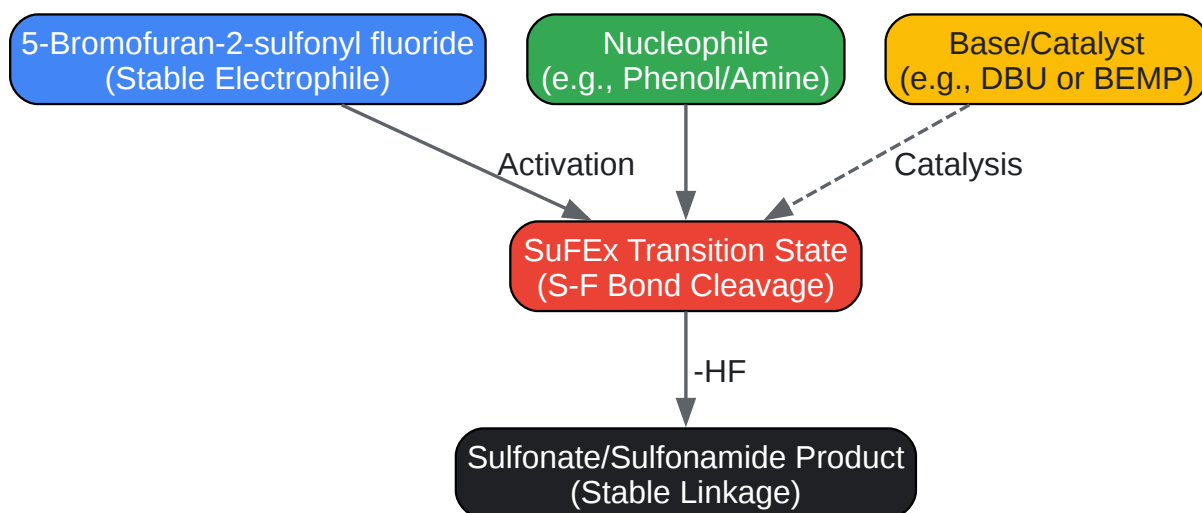 5-Bromofuran-2-sulfonyl fluoride
(Stable Electrophile)
Nucleophile
(e.g., Phenol/Amine)
Base/Catalyst
(e.g., DBU or BEMP)
Activation
Catalysis
SuFEx Transition State
(S-F Bond Cleavage)
-HF
Sulfonate/Sulfonamide Product
(Stable Linkage)